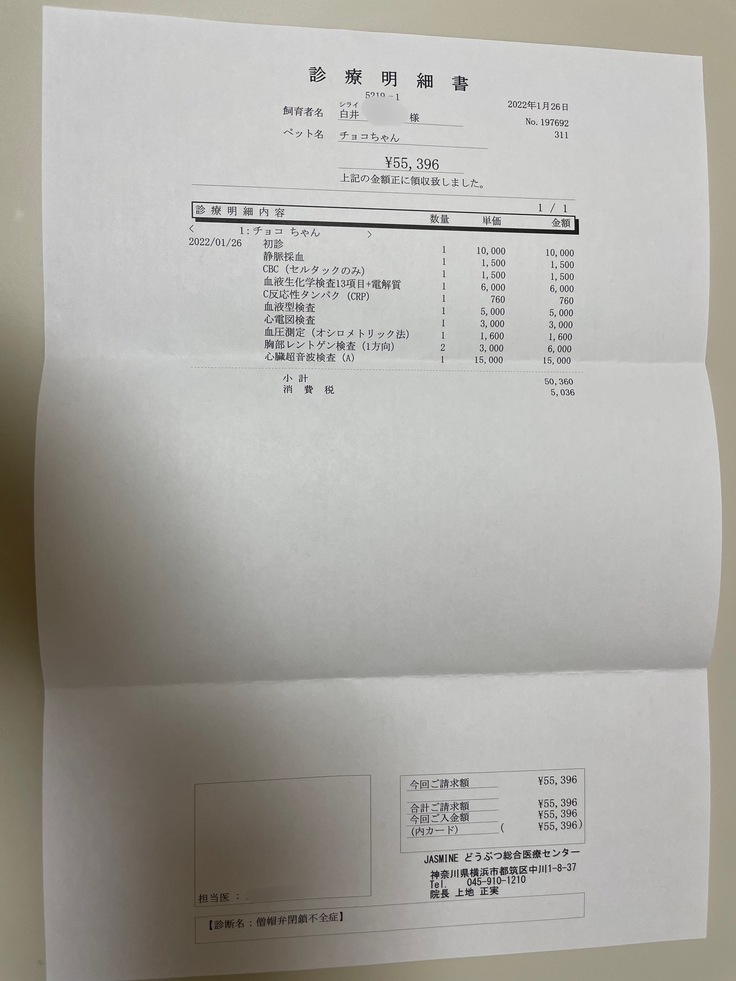 診療明細書
5219-1
2022年1月26日
シライ
飼育者名 白井 様
No.197692
ペット名 チョコちゃん
311
¥55,396
上記の金額正に領収致しました。
1 / 1
診療明細内容 数量 単価 金額
< 1:チョコ ちゃん >
2022/01/26 初診 1 10,000 10,000
静脈採血 1 1,500 1,500
CBC (セルタックのみ) 1 1,500 1,500
血液生化学検査13項目+電解質 1 6,000 6,000
C反応性タンパク (CRP) 1 760 760
血液型検査 1 5,000 5,000
心電図検査 1 3,000 3,000
血圧測定 (オシロメトリック法) 1 1,600 1,600
胸部レントゲン検査 (1方向) 2 3,000 6,000
心臓超音波検査 (A) 1 15,000 15,000
小計 50,360
消費税 5,036
今回ご請求額 ¥55,396
合計ご請求額 ¥55,396
今回ご入金額 ¥55,396
(内カード) ( ¥55,396)
JASMINE どうぶつ総合医療センター
神奈川県横浜市都筑区中川1-8-37
Tel. 045-910-1210
院長 上地 正実
担当医:
【診断名:僧帽弁閉鎖不全症】